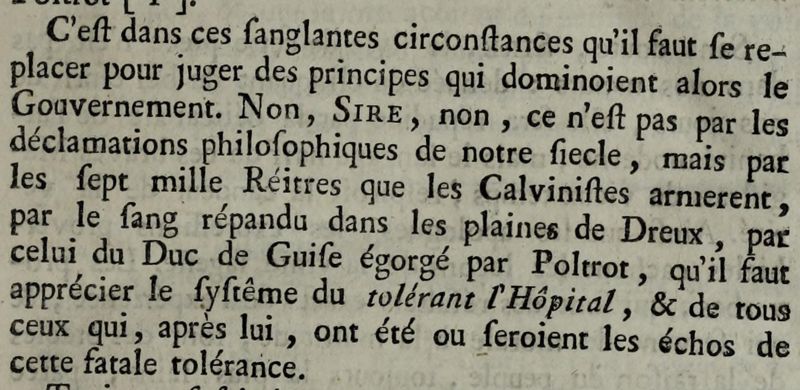 C'eſt dans ces ſanglantes circonſtances qu'il faut ſe re-
placer pour juger des principes qui dominoient alors le
Gouvernement. Non, SIRE, non, ce n'eſt pas par les
déclamations philoſophiques de notre ſiecle, mais par
les ſept mille Réitres que les Calviniſtes armerent,
par le ſang répandu dans les plaines de Dreux, par
celui du Duc de Guiſe égorgé par Poltrot, qu'il faut
apprécier le ſyſtême du tolérant l'Hôpital, & de tous
ceux qui, après lui, ont été ou ſeroient les échos de
cette fatale tolérance.